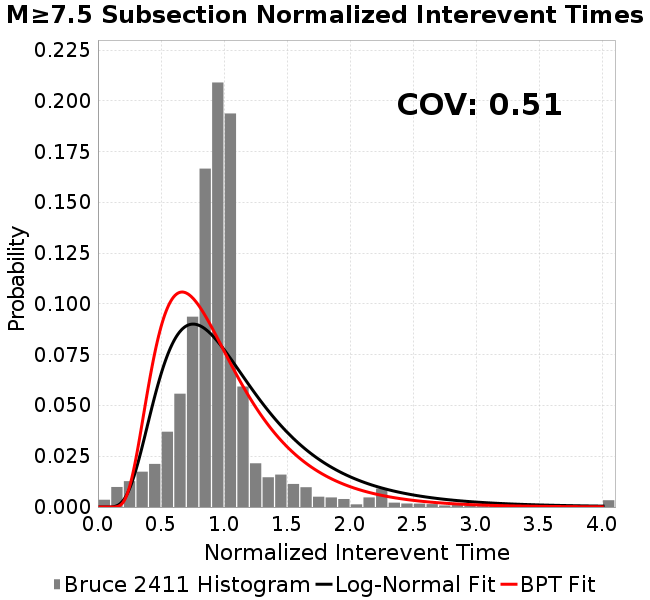 M≥7.5 Subsection Normalized Interevent Times
COV: 0.51
Probability
0.225
0.200
0.175
0.150
0.125
0.100
0.075
0.050
0.025
0.000
0.0 0.5 1.0 1.5 2.0 2.5 3.0 3.5 4.0
Normalized Interevent Time
Bruce 2411 Histogram Log-Normal Fit BPT Fit